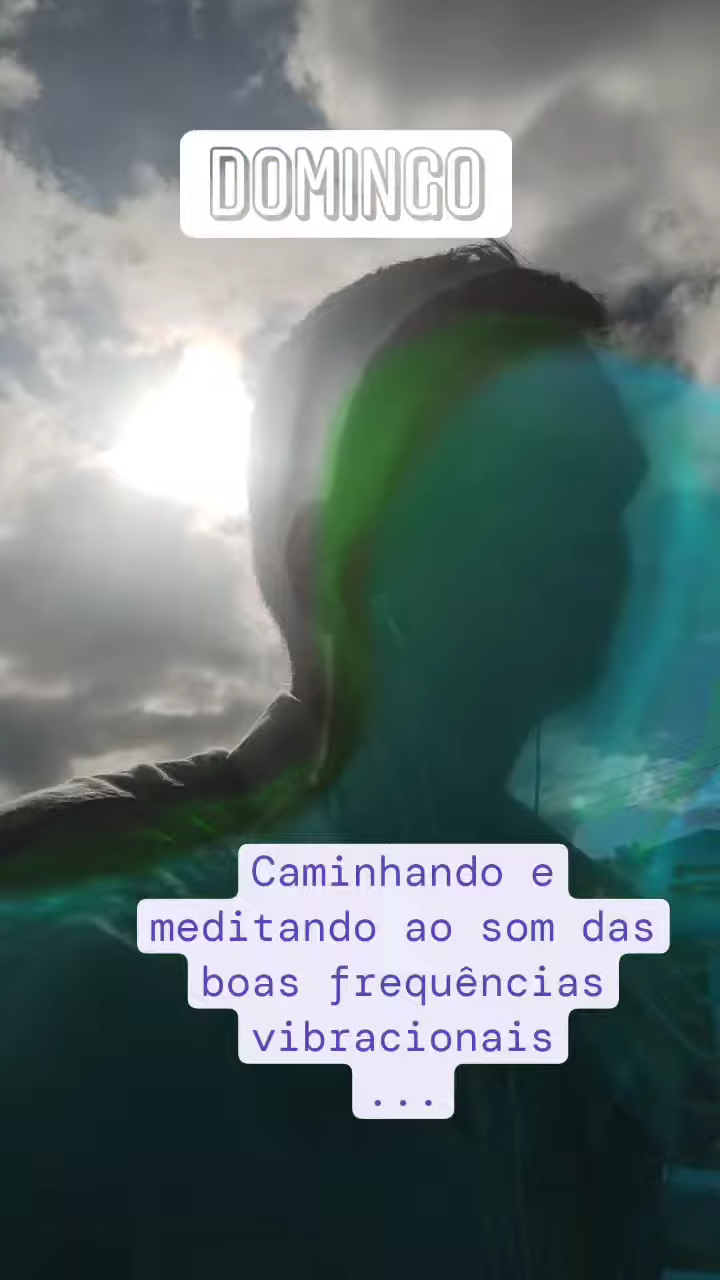 DOMINGO
Caminhando e
meditando ao som das
boas frequências
vibracionais
...